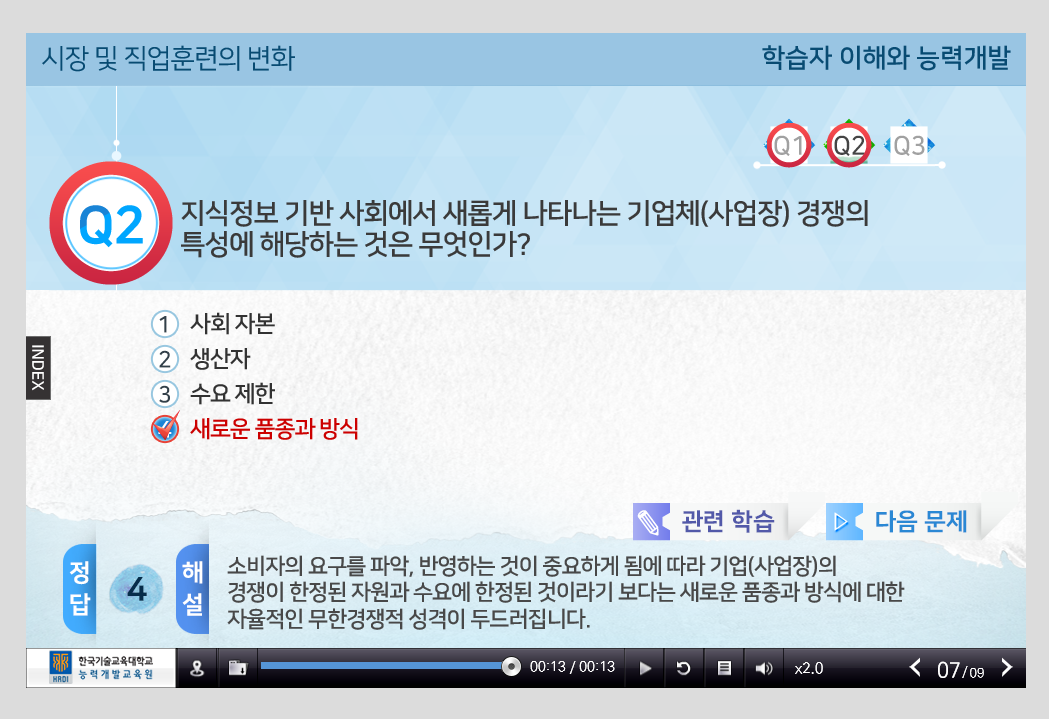 시장 및 직업훈련의 변화
학습자 이해와 능력개발
Q1 Q2 Q3
Q2
지식정보 기반 사회에서 새롭게 나타나는 기업체(사업장) 경쟁의
특성에 해당하는 것은 무엇인가?
① 사회 자본
② 생산자
③ 수요 제한
새로운 품종과 방식
INDEX
관련 학습
다음 문제
정답
4
해설
소비자의 요구를 파악, 반영하는 것이 중요하게 됨에 따라 기업(사업장)의
경쟁이 한정된 자원과 수요에 한정된 것이라기 보다는 새로운 품종과 방식에 대한
자율적인 무한경쟁적 성격이 두드러집니다.
HRDI
한국기술교육대학교
능력개발교육원
00:13 / 00:13
x2.0
07/09